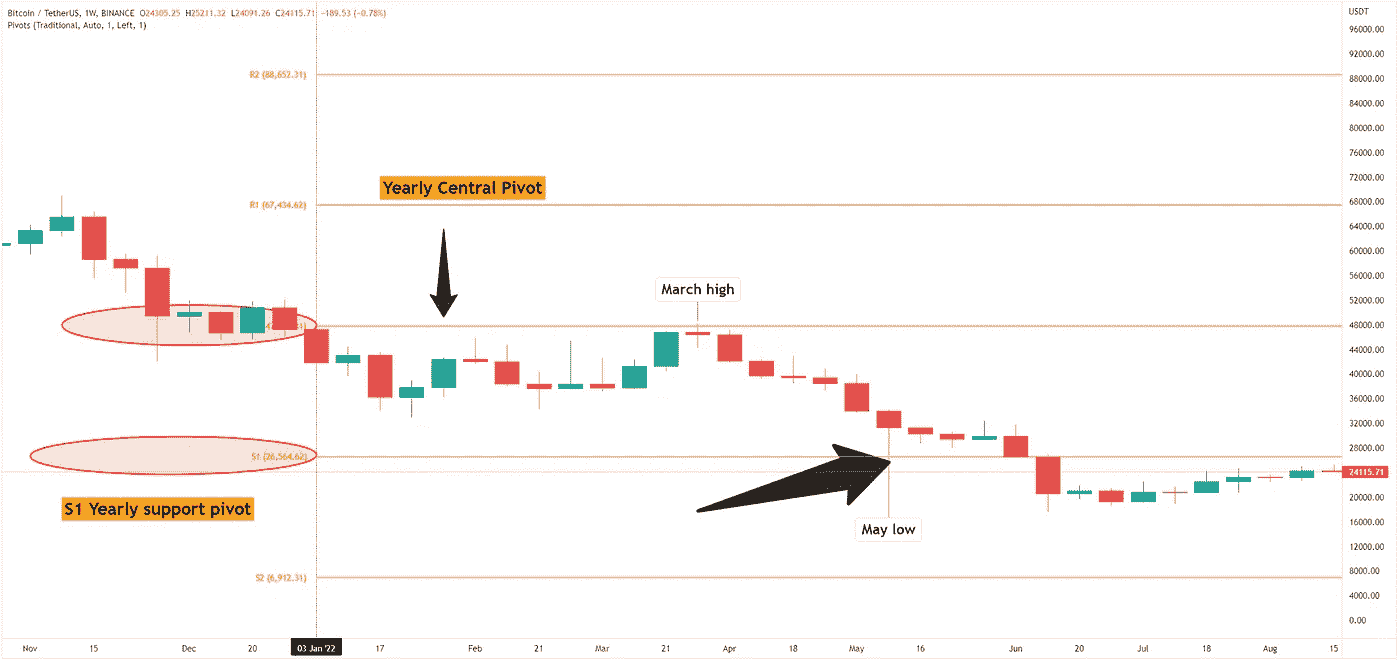 Bitcoin / TetherUS, 1W, BINANCE O24305.25 H25211.32 L24091.26 C24115.71 -189.53 (-0.78%)
USDT
Pivots (Traditional, Auto, 1, Left, 1)
96000.00
92000.00
R2 (88,652.31)
88000.00
84000.00
80000.00
76000.00
72000.00
Yearly Central Pivot
R1 (67,434.62)
68000.00
64000.00
60000.00
56000.00
52000.00
March high
48000.00
44000.00
40000.00
36000.00
32000.00
28000.00
S1 (26,564.62)
24115.71
20000.00
S1 Yearly support pivot
16000.00
May low
12000.00
S2 (6,912.31)
8000.00
4000.00
0.00
Nov 15 Dec 20 03 Jan '22 17 Feb 21 Mar 21 Apr 18 May 16 Jun 20 Jul 18 Aug 15